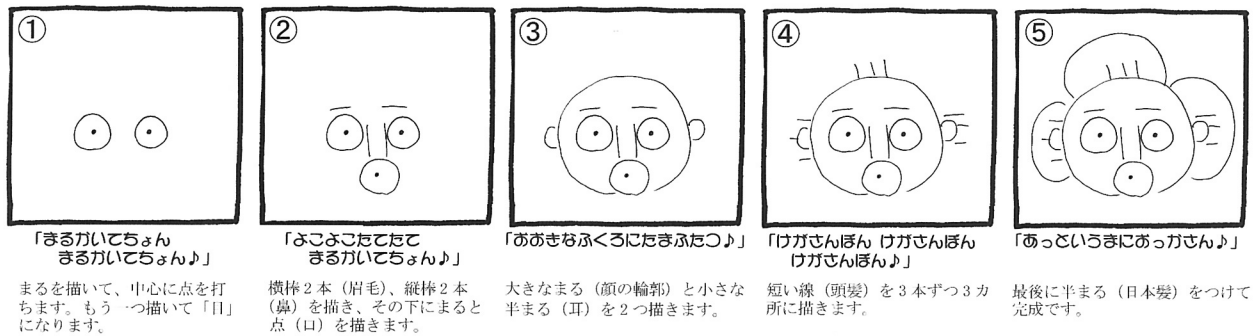 ①
「まるかいてちょん
まるかいてちょん♪」
まるを描いて、中心に点を打
ちます。もう一つ描いて「目」
になります。
②
「よこよこたてたて
まるかいてちょん♪」
横棒2本（眉毛）、縦棒2本
（鼻）を描き、その下にまると
点（口）を描きます。
③
「おおきなふくろにたまふたつ♪」
大きなまる（顔の輪郭）と小さな
半まる（耳）を2つ描きます。
④
「けがさんぼん けがさんぼん
けがさんぼん♪」
短い線（頭髪）を3本ずつ3カ
所に描きます。
⑤
「あっというまにおっかさん♪」
最後に半まる（日本髪）をつけて
完成です。